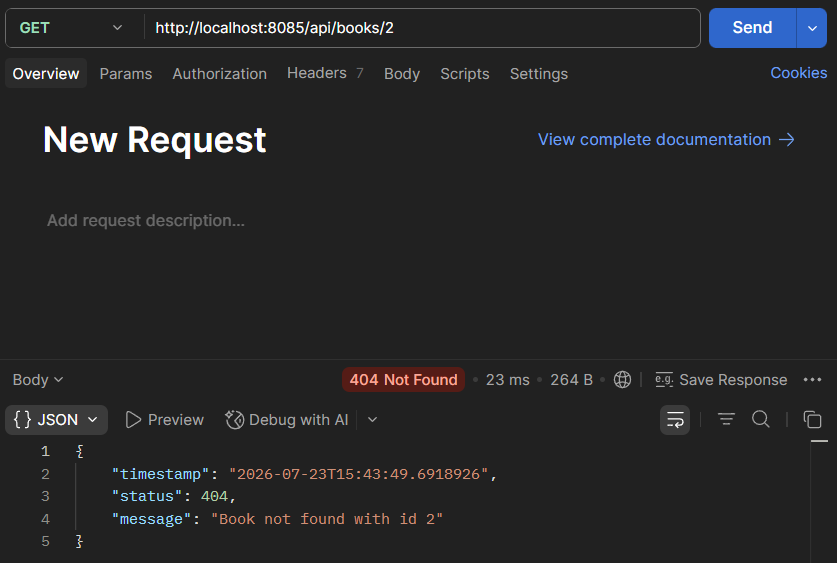 GET http://localhost:8085/api/books/2 Send
Overview Params Authorization Headers 7 Body Scripts Settings Cookies
New Request View complete documentation →
Add request description...
Body 404 Not Found • 23 ms • 264 B • e.g. Save Response •••
{} JSON Preview Debug with AI
1 {
2 "timestamp": "2026-07-23T15:43:49.6918926",
3 "status": 404,
4 "message": "Book not found with id 2"
5 }